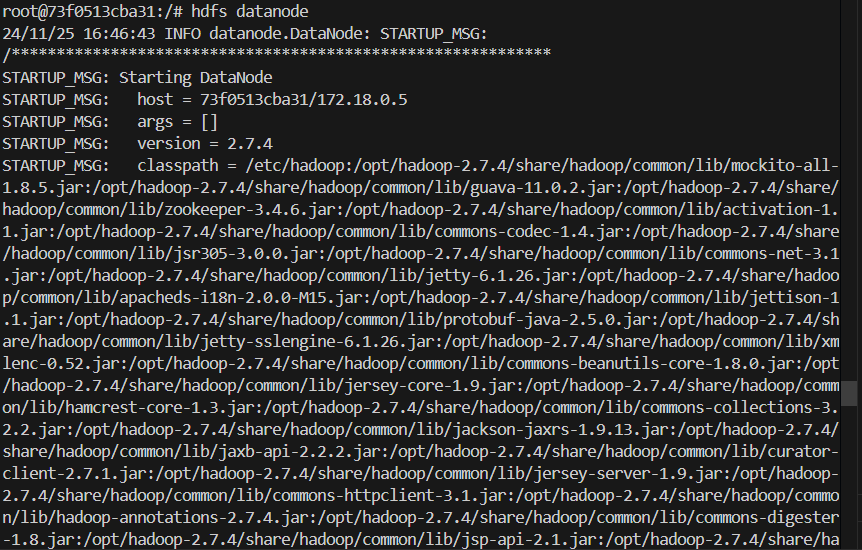 root@73f0513cba31:/# hdfs datanode
24/11/25 16:46:43 INFO datanode.DataNode: STARTUP_MSG:
/************************************************************
STARTUP_MSG: Starting DataNode
STARTUP_MSG:   host = 73f0513cba31/172.18.0.5
STARTUP_MSG:   args = []
STARTUP_MSG:   version = 2.7.4
STARTUP_MSG:   classpath = /etc/hadoop:/opt/hadoop-2.7.4/share/hadoop/common/lib/mockito-all-
1.8.5.jar:/opt/hadoop-2.7.4/share/hadoop/common/lib/guava-11.0.2.jar:/opt/hadoop-2.7.4/share/
hadoop/common/lib/zookeeper-3.4.6.jar:/opt/hadoop-2.7.4/share/hadoop/common/lib/activation-1.
1.jar:/opt/hadoop-2.7.4/share/hadoop/common/lib/commons-codec-1.4.jar:/opt/hadoop-2.7.4/share
/hadoop/common/lib/jsr305-3.0.0.jar:/opt/hadoop-2.7.4/share/hadoop/common/lib/commons-net-3.1
.jar:/opt/hadoop-2.7.4/share/hadoop/common/lib/jetty-6.1.26.jar:/opt/hadoop-2.7.4/share/hadoo
p/common/lib/apacheds-i18n-2.0.0-M15.jar:/opt/hadoop-2.7.4/share/hadoop/common/lib/jettison-1
.1.jar:/opt/hadoop-2.7.4/share/hadoop/common/lib/protobuf-java-2.5.0.jar:/opt/hadoop-2.7.4/sh
are/hadoop/common/lib/jetty-sslengine-6.1.26.jar:/opt/hadoop-2.7.4/share/hadoop/common/lib/xm
lenc-0.52.jar:/opt/hadoop-2.7.4/share/hadoop/common/lib/commons-beanutils-core-1.8.0.jar:/opt
/hadoop-2.7.4/share/hadoop/common/lib/jersey-core-1.9.jar:/opt/hadoop-2.7.4/share/hadoop/comm
on/lib/hamcrest-core-1.3.jar:/opt/hadoop-2.7.4/share/hadoop/common/lib/commons-collections-3.
2.2.jar:/opt/hadoop-2.7.4/share/hadoop/common/lib/jackson-jaxrs-1.9.13.jar:/opt/hadoop-2.7.4/
share/hadoop/common/lib/jaxb-api-2.2.2.jar:/opt/hadoop-2.7.4/share/hadoop/common/lib/curator-
client-2.7.1.jar:/opt/hadoop-2.7.4/share/hadoop/common/lib/jersey-server-1.9.jar:/opt/hadoop-
2.7.4/share/hadoop/common/lib/commons-httpclient-3.1.jar:/opt/hadoop-2.7.4/share/hadoop/commo
n/lib/hadoop-annotations-2.7.4.jar:/opt/hadoop-2.7.4/share/hadoop/common/lib/commons-digester
-1.8.jar:/opt/hadoop-2.7.4/share/hadoop/common/lib/jsp-api-2.1.jar:/opt/hadoop-2.7.4/share/ha